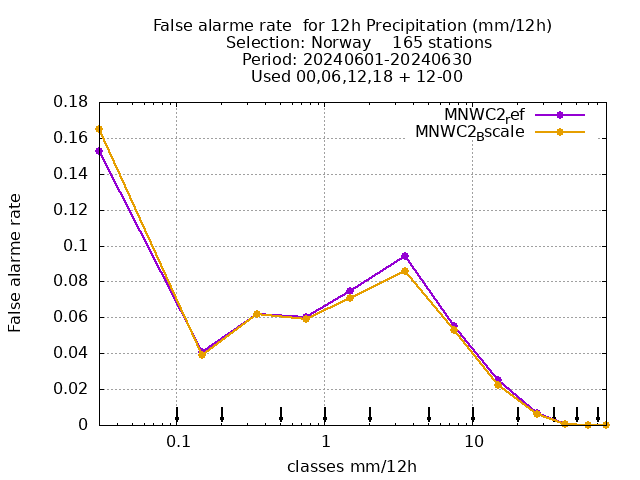 False alarme rate  for 12h Precipitation (mm/12h)
Selection: Norway    165 stations
Period: 20240601-20240630
Used 00,06,12,18 + 12-00
MNWC2ref
MNWC2Bscale
0.18
0.16
0.14
0.12
0.1
0.08
0.06
0.04
0.02
0
False alarme rate
0.1 1 10
classes mm/12h